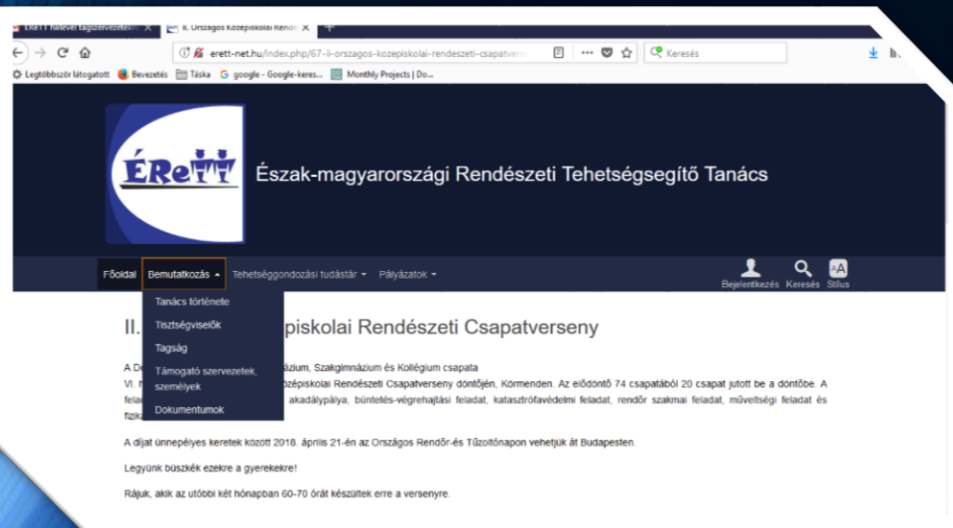 ÉReTT hírlevél tagszervezetekn
II. Országos Középiskolai Rendé
erett-net.hu/index.php/67-ii-orszagos-kozepiskolai-rendeszeti-csapatvers
Keresés
Legtöbbször látogatott Bevezetés Táska google - Google-keres... Monthly Projects | Do...
ÉReTT
Észak-magyarországi Rendészeti Tehetségsegítő Tanács
Főoldal Bemutatkozás Tehetséggondozási tudástár Pályázatok
Bejelentkezés Keresés Stílus
Tanács története
Tisztségviselők
Tagság
Támogató szervezetek,
személyek
Dokumentumok
II. episkolai Rendészeti Csapatverseny
A D názium, Szakgimnázium és Kollégium csapata
VI. h özépiskolai Rendészeti Csapatverseny döntőjén, Körmenden. Az elődöntő 74 csapatából 20 csapat jutott be a döntőbe. A
fela akadálypálya, büntetés-végrehajtási feladat, katasztrófavédelmi feladat, rendőr szakmai feladat, műveltségi feladat és
fizik
A díjat ünnepélyes keretek között 2018. április 21-én az Országos Rendőr-és Tűzoltónapon vehetjük át Budapesten.
Legyünk büszkék ezekre a gyerekekre!
Rájuk, akik az utóbbi két hónapban 60-70 órát készültek erre a versenyre.